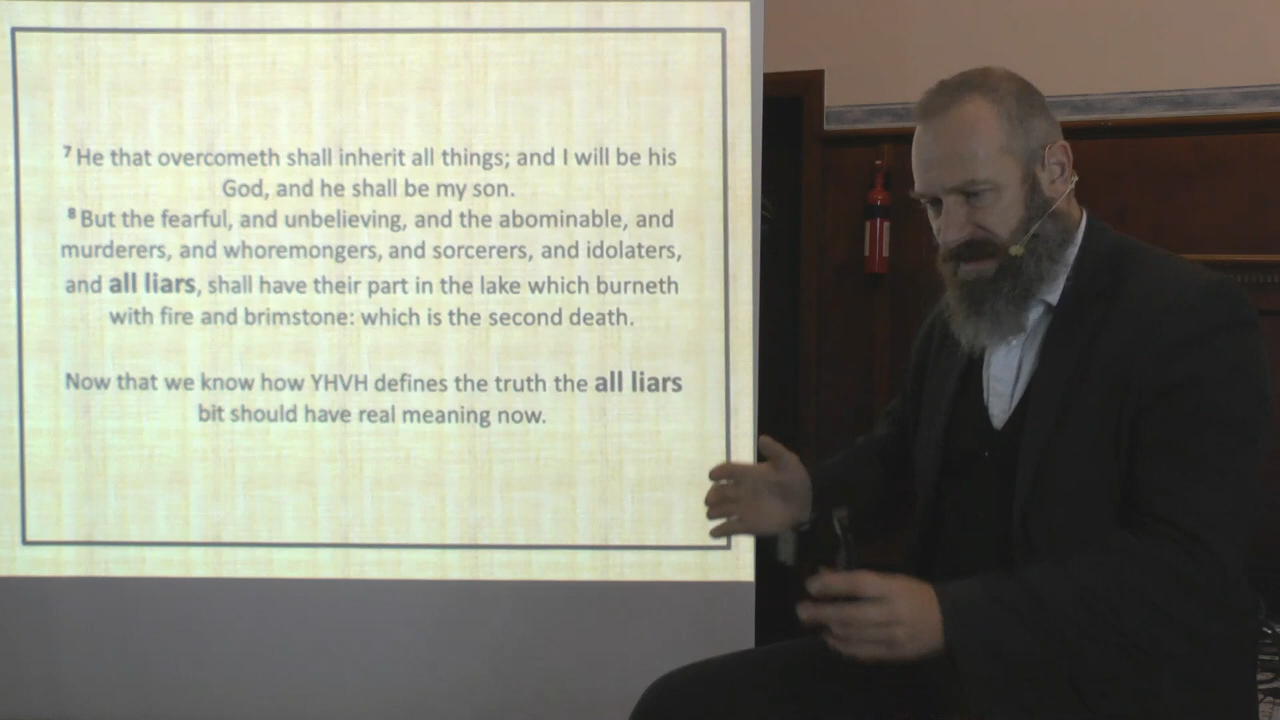 ⁷ He that overcometh shall inherit all things; and I will be his
God, and he shall be my son.
⁸ But the fearful, and unbelieving, and the abominable, and
murderers, and whoremongers, and sorcerers, and idolaters,
and all liars, shall have their part in the lake which burneth
with fire and brimstone: which is the second death.
Now that we know how YHVH defines the truth the all liars
bit should have real meaning now.